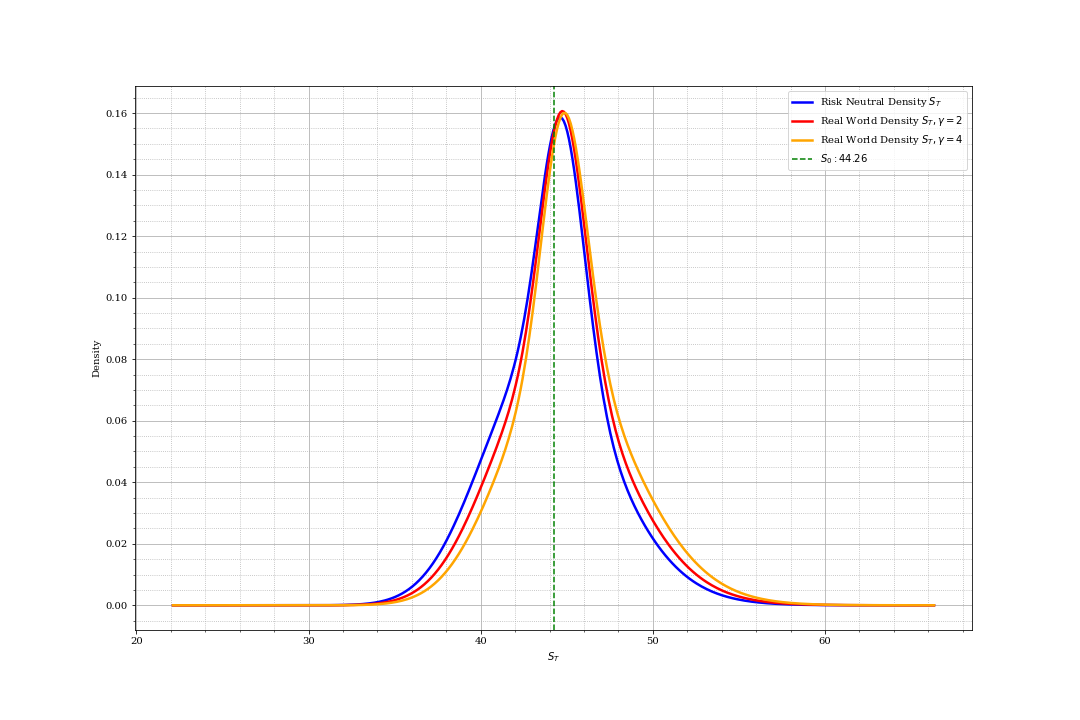 Risk Neutral Density S_T
Real World Density S_T, γ = 2
Real World Density S_T, γ = 4
S_0 : 44.26
0.16
0.14
0.12
0.10
0.08
0.06
0.04
0.02
0.00
Density
20 30 40 50 60
S_T